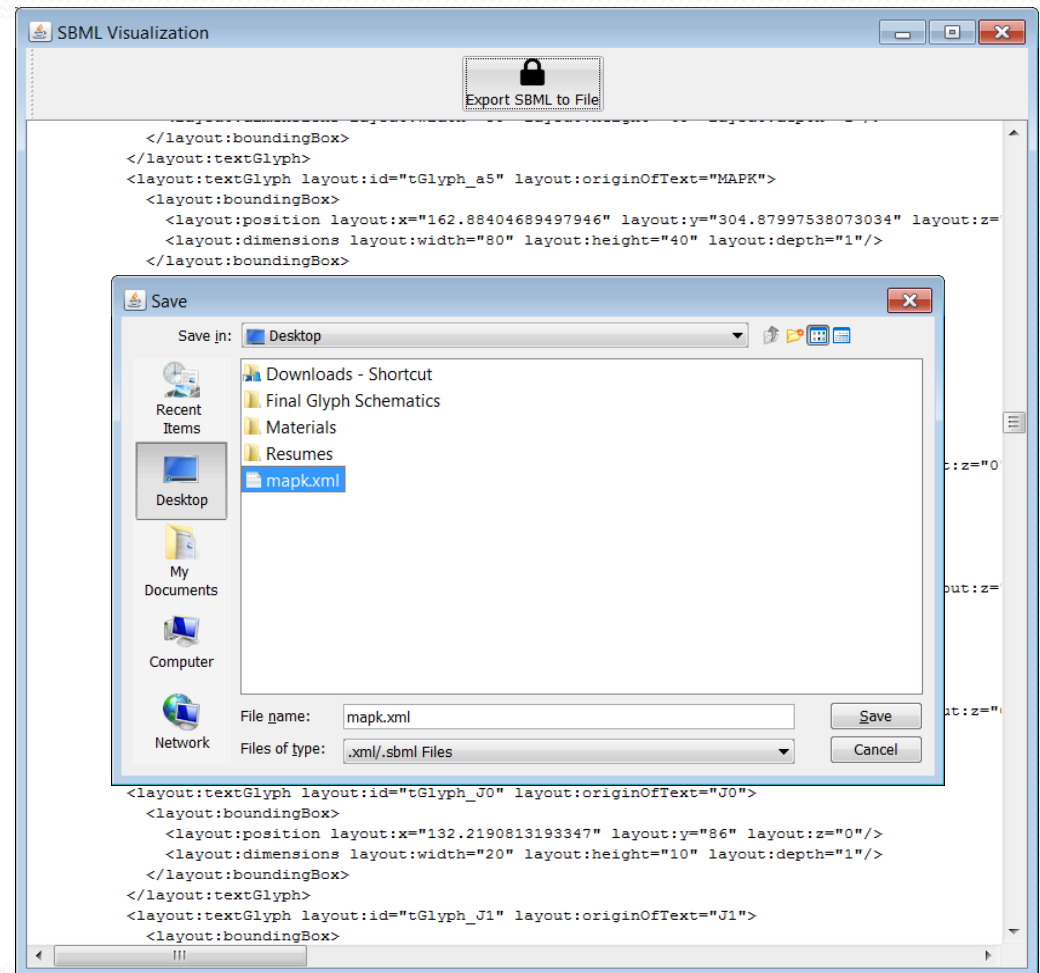 SBML Visualization
Export SBML to File
</layout:boundingBox>
</layout:textGlyph>
<layout:textGlyph layout:id="tGlyph_a5" layout:originOfText="MAPK">
<layout:boundingBox>
<layout:position layout:x="162.88404689497946" layout:y="304.87997538073034" layout:z="
<layout:dimensions layout:width="80" layout:height="40" layout:depth="1"/>
</layout:boundingBox>
Save
Save in: Desktop
Downloads - Shortcut
Final Glyph Schematics
Materials
Resumes
mapk.xml
Recent
Items
Desktop
My
Documents
Computer
Network
:z="0
out:z=
File name: mapk.xml Save
Files of type: .xml/.sbml Files Cancel
<layout:textGlyph layout:id="tGlyph_J0" layout:originOfText="J0">
<layout:boundingBox>
<layout:position layout:x="132.2190813193347" layout:y="86" layout:z="0"/>
<layout:dimensions layout:width="20" layout:height="10" layout:depth="1"/>
</layout:boundingBox>
</layout:textGlyph>
<layout:textGlyph layout:id="tGlyph_J1" layout:originOfText="J1">
<layout:boundingBox>